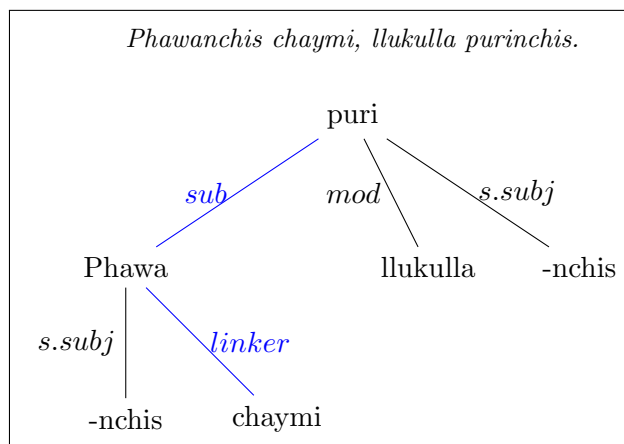 Phawanchis chaymi, llukulla purinchis.
puri
sub mod s.subj
Phawa llukulla -nchis
s.subj linker
-nchis chaymi